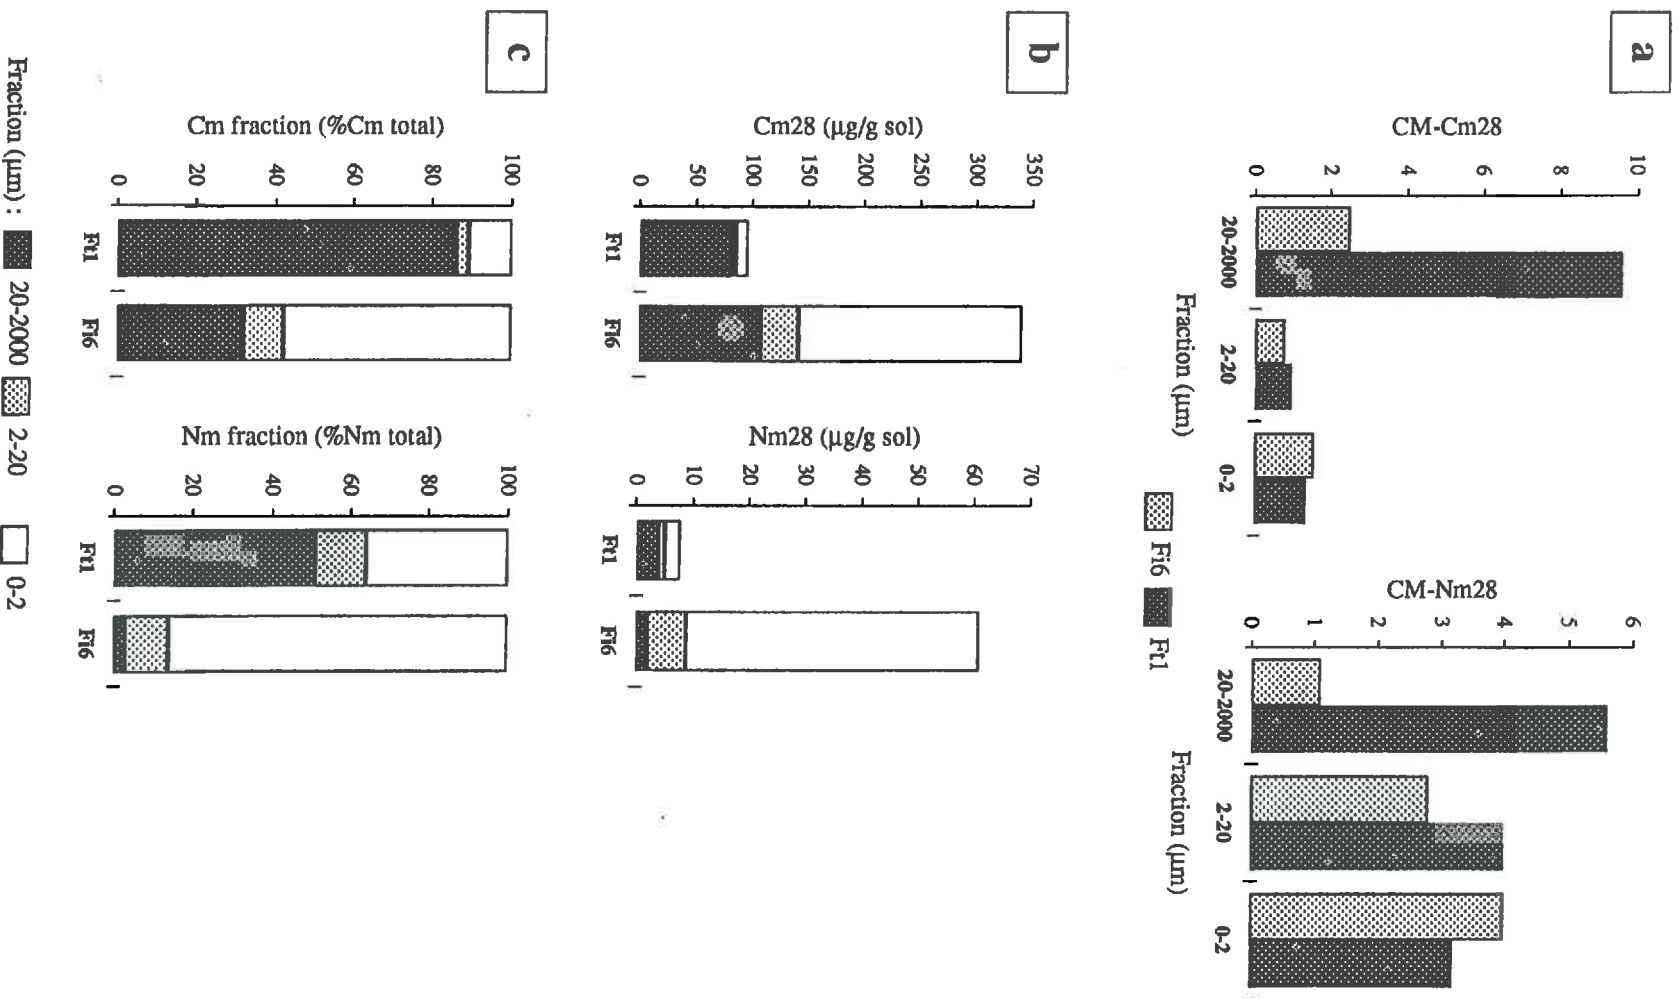 a
CM-Cm28
0 2 4 6 8 10
20-2000 2-20 0-2
Fraction (µm)
CM-Nm28
0 1 2 3 4 5 6
20-2000 2-20 0-2
Fraction (µm)
Fi6 Ft1
b
Cm28 (µg/g sol)
0 50 100 150 200 250 300 350
Ft1 Fi6
Nm28 (µg/g sol)
0 10 20 30 40 50 60 70
Ft1 Fi6
c
Cm fraction (%Cm total)
0 20 40 60 80 100
Ft1 Fi6
Nm fraction (%Nm total)
0 20 40 60 80 100
Ft1 Fi6
Fraction (µm) : 20-2000 2-20 0-2